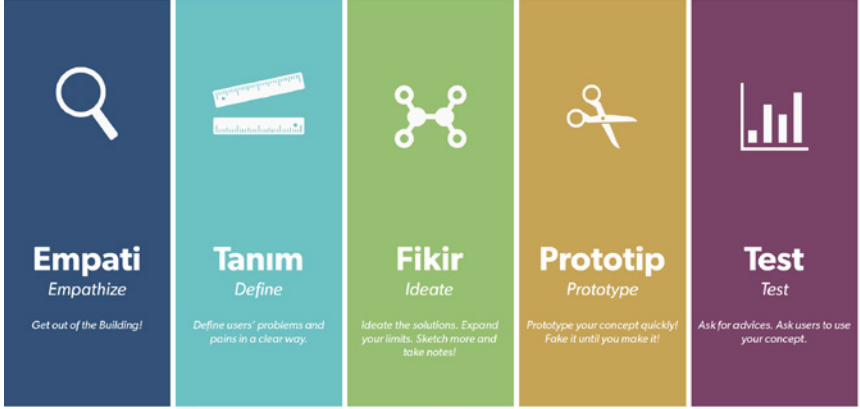 Empati
Empathize
Get out of the Building!
Tanım
Define
Define users' problems and
pains in a clear way.
Fikir
Ideate
Ideate the solutions. Expand
your limits. Sketch more and
take notes!
Prototip
Prototype
Prototype your concept quickly!
Fake it until you make it!
Test
Test
Ask for advices. Ask users to use
your concept.